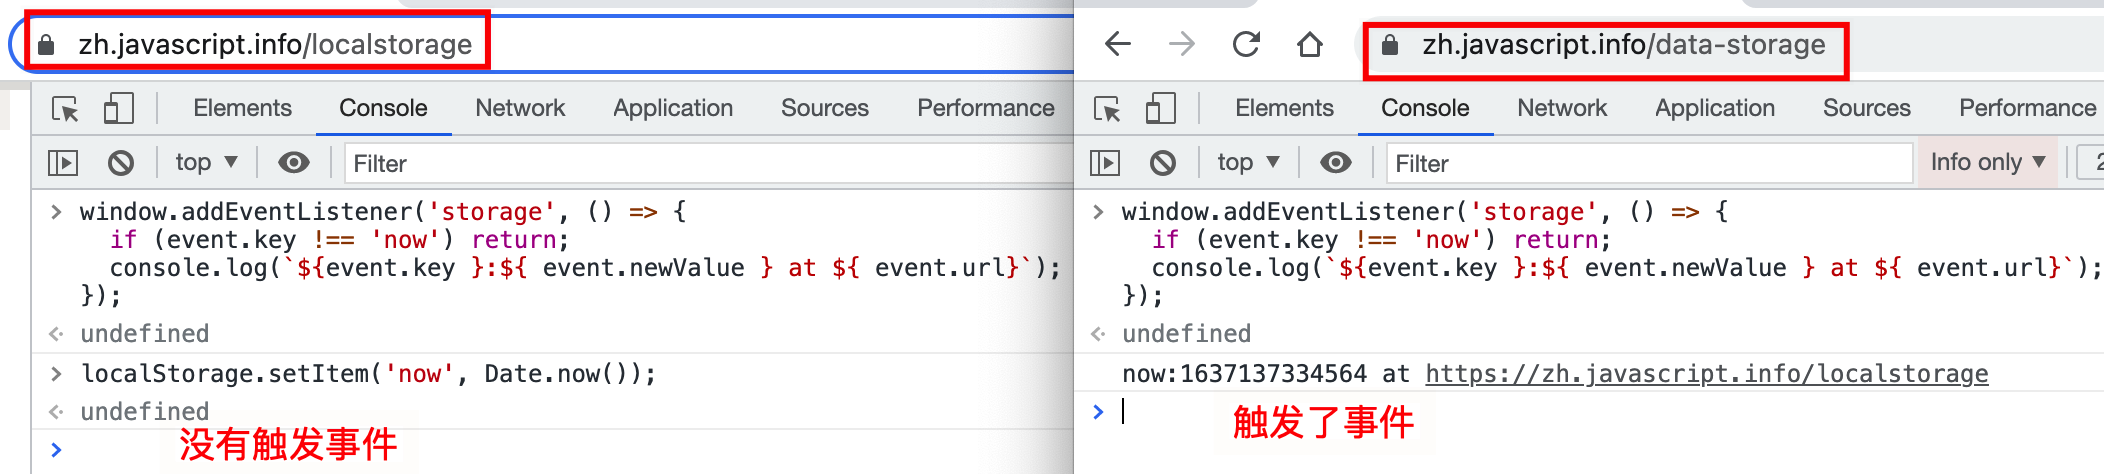 zh.javascript.info/localstorage
Elements Console Network Application Sources Performance
top ▼ Filter
> window.addEventListener('storage', () => {
if (event.key !== 'now') return;
console.log(`${event.key }:${ event.newValue } at ${ event.url}`);
});
undefined
> localStorage.setItem('now', Date.now());
undefined
没有触发事件
>
zh.javascript.info/data-storage
Elements Console Network Application Sources Performance
top ▼ Filter Info only ▼ 2
> window.addEventListener('storage', () => {
if (event.key !== 'now') return;
console.log(`${event.key }:${ event.newValue } at ${ event.url}`);
});
undefined
now:1637137334564 at https://zh.javascript.info/localstorage
>
触发了事件